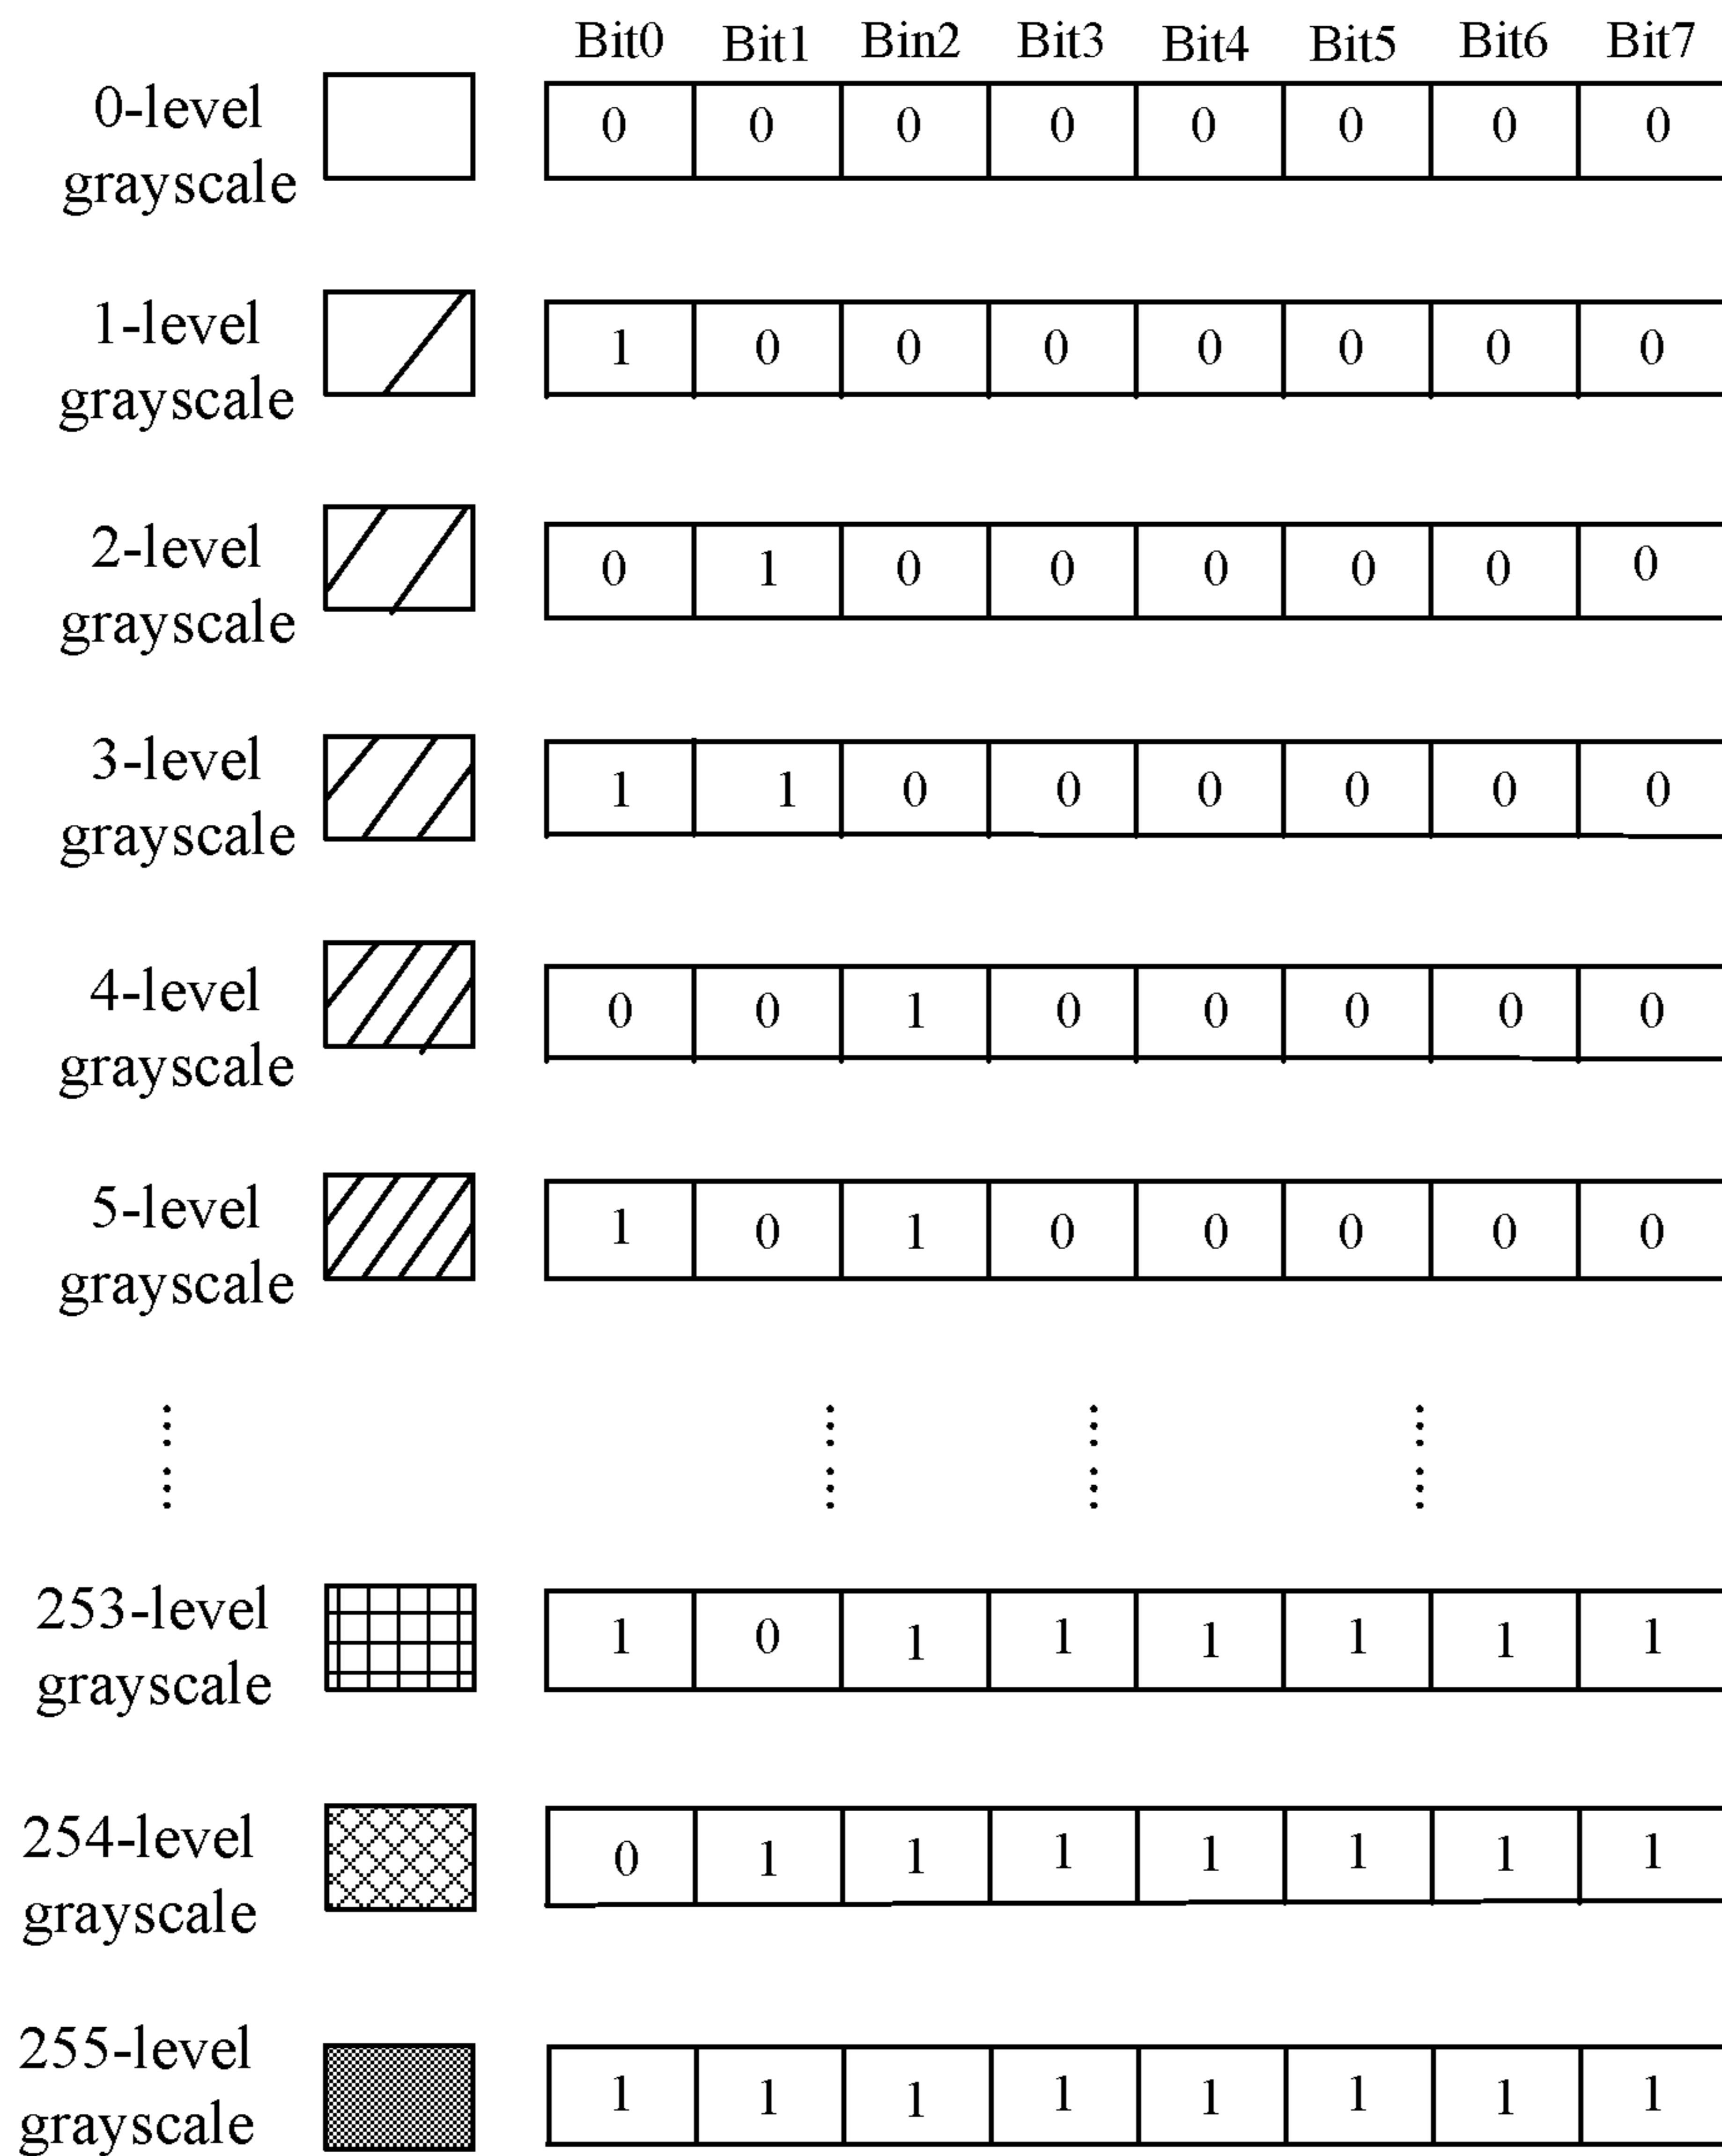 Bit0 Bit1 Bin2 Bit3 Bit4 Bit5 Bit6 Bit7
0-level
grayscale
0 0 0 0 0 0 0 0
1-level
grayscale
1 0 0 0 0 0 0 0
2-level
grayscale
0 1 0 0 0 0 0 0
3-level
grayscale
1 1 0 0 0 0 0 0
4-level
grayscale
0 0 1 0 0 0 0 0
5-level
grayscale
1 0 1 0 0 0 0 0
253-level
grayscale
1 0 1 1 1 1 1 1
254-level
grayscale
0 1 1 1 1 1 1 1
255-level
grayscale
1 1 1 1 1 1 1 1